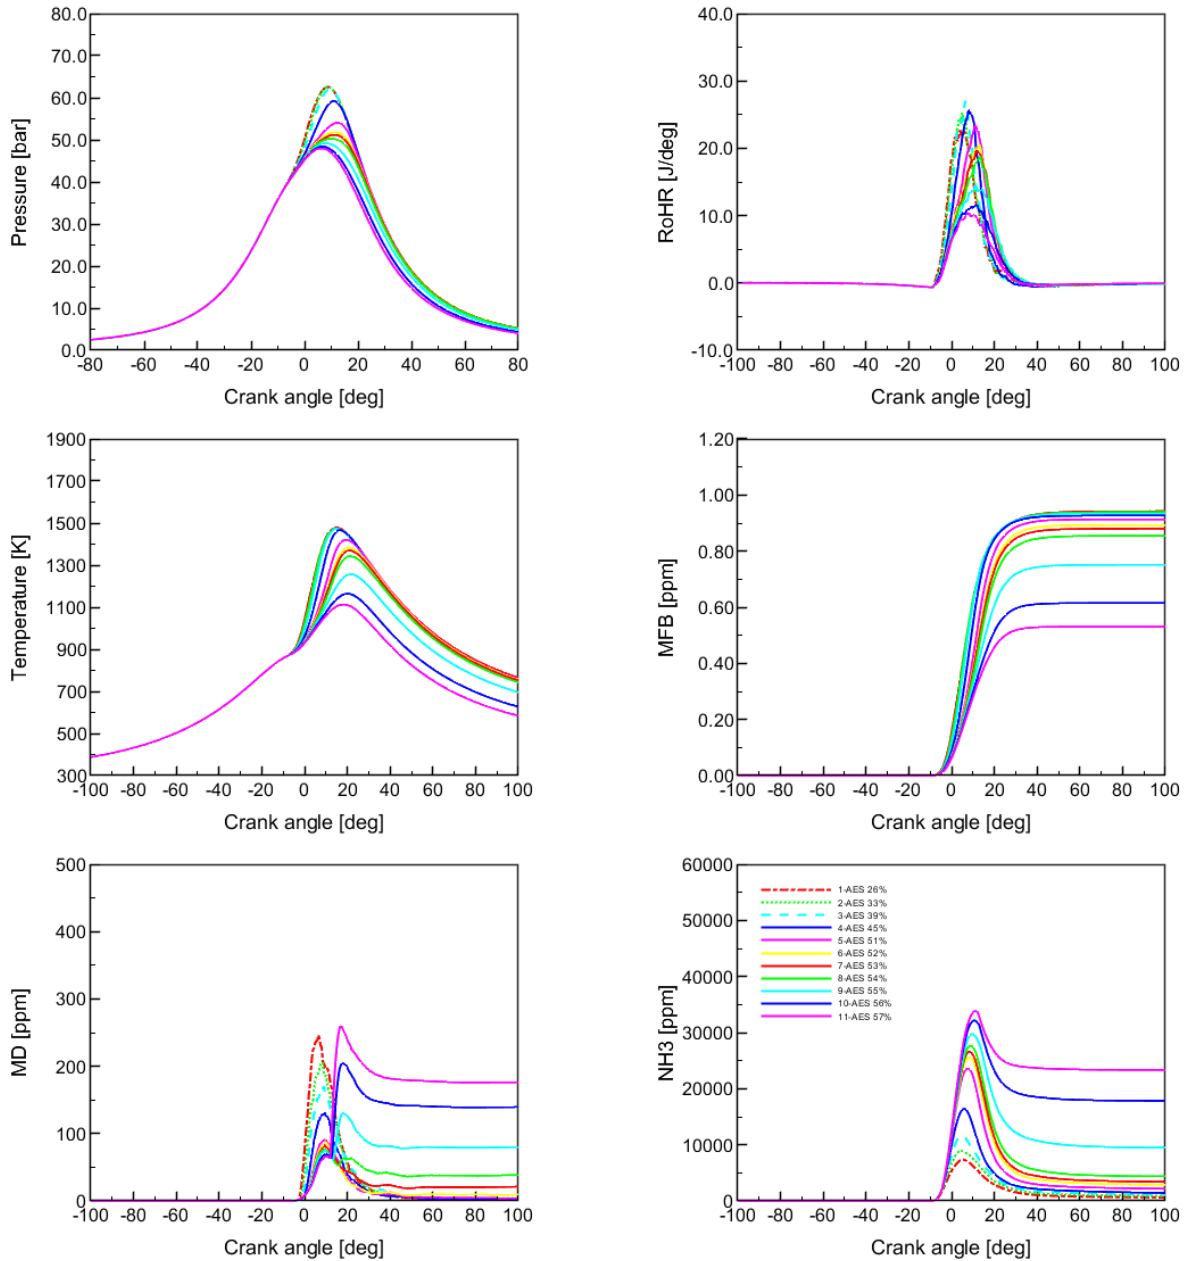 80.0
70.0
60.0
50.0
40.0
30.0
20.0
10.0
0.0
-80 -60 -40 -20 0 20 40 60 80
Pressure [bar]
Crank angle [deg]
40.0
30.0
20.0
10.0
0.0
-10.0
-100 -80 -60 -40 -20 0 20 40 60 80 100
RoHR [J/deg]
Crank angle [deg]
1900
1700
1500
1300
1100
900
700
500
300
-100 -80 -60 -40 -20 0 20 40 60 80 100
Temperature [K]
Crank angle [deg]
1.20
1.00
0.80
0.60
0.40
0.20
0.00
-100 -80 -60 -40 -20 0 20 40 60 80 100
MFB [ppm]
Crank angle [deg]
500
400
300
200
100
0
-100 -80 -60 -40 -20 0 20 40 60 80 100
MD [ppm]
Crank angle [deg]
60000
50000
40000
30000
20000
10000
0
-100 -80 -60 -40 -20 0 20 40 60 80 100
NH3 [ppm]
Crank angle [deg]
1-AES 26%
2-AES 33%
3-AES 39%
4-AES 45%
5-AES 51%
6-AES 52%
7-AES 53%
8-AES 54%
9-AES 55%
10-AES 56%
11-AES 57%